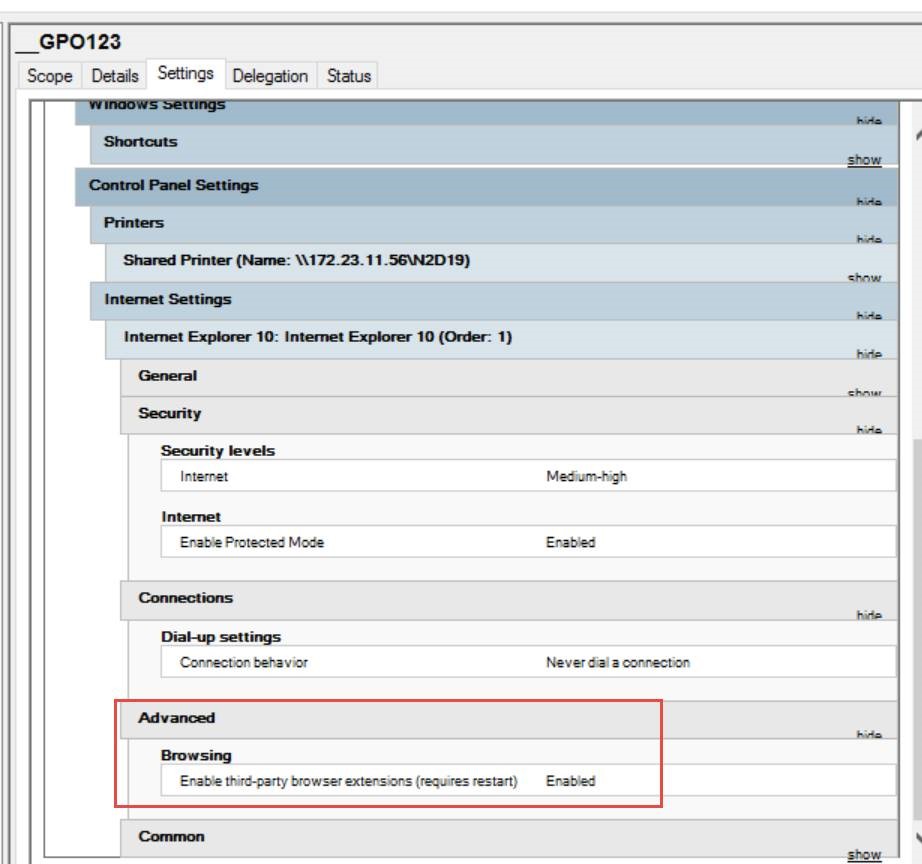 __GPO123
Scope Details Settings Delegation Status
Windows Settings
hide
Shortcuts
show
Control Panel Settings
hide
Printers
hide
Shared Printer (Name: \\172.23.11.56\N2D19)
show
Internet Settings
hide
Internet Explorer 10: Internet Explorer 10 (Order: 1)
hide
General
show
Security
hide
Security levels
Internet Medium-high
Internet
Enable Protected Mode Enabled
Connections
hide
Dial-up settings
Connection behavior Never dial a connection
Advanced
hide
Browsing
Enable third-party browser extensions (requires restart) Enabled
Common
show